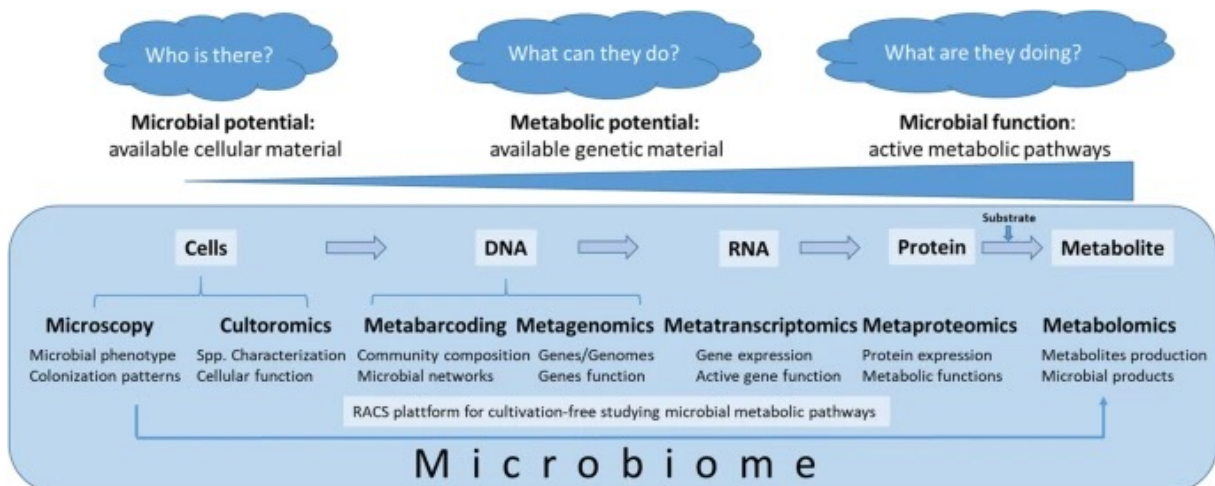 Who is there?
What can they do?
What are they doing?
Microbial potential:
available cellular material
Metabolic potential:
available genetic material
Microbial function:
active metabolic pathways
Substrate
Cells
DNA
RNA
Protein
Metabolite
Microscopy
Microbial phenotype
Colonization patterns
Cultoromics
Spp. Characterization
Cellular function
Metabarcoding
Community composition
Microbial networks
Metagenomics
Genes/Genomes
Genes function
Metatranscriptomics
Gene expression
Active gene function
Metaproteomics
Protein expression
Metabolic functions
Metabolomics
Metabolites production
Microbial products
RACS plattform for cultivation-free studying microbial metabolic pathways
Microbiome